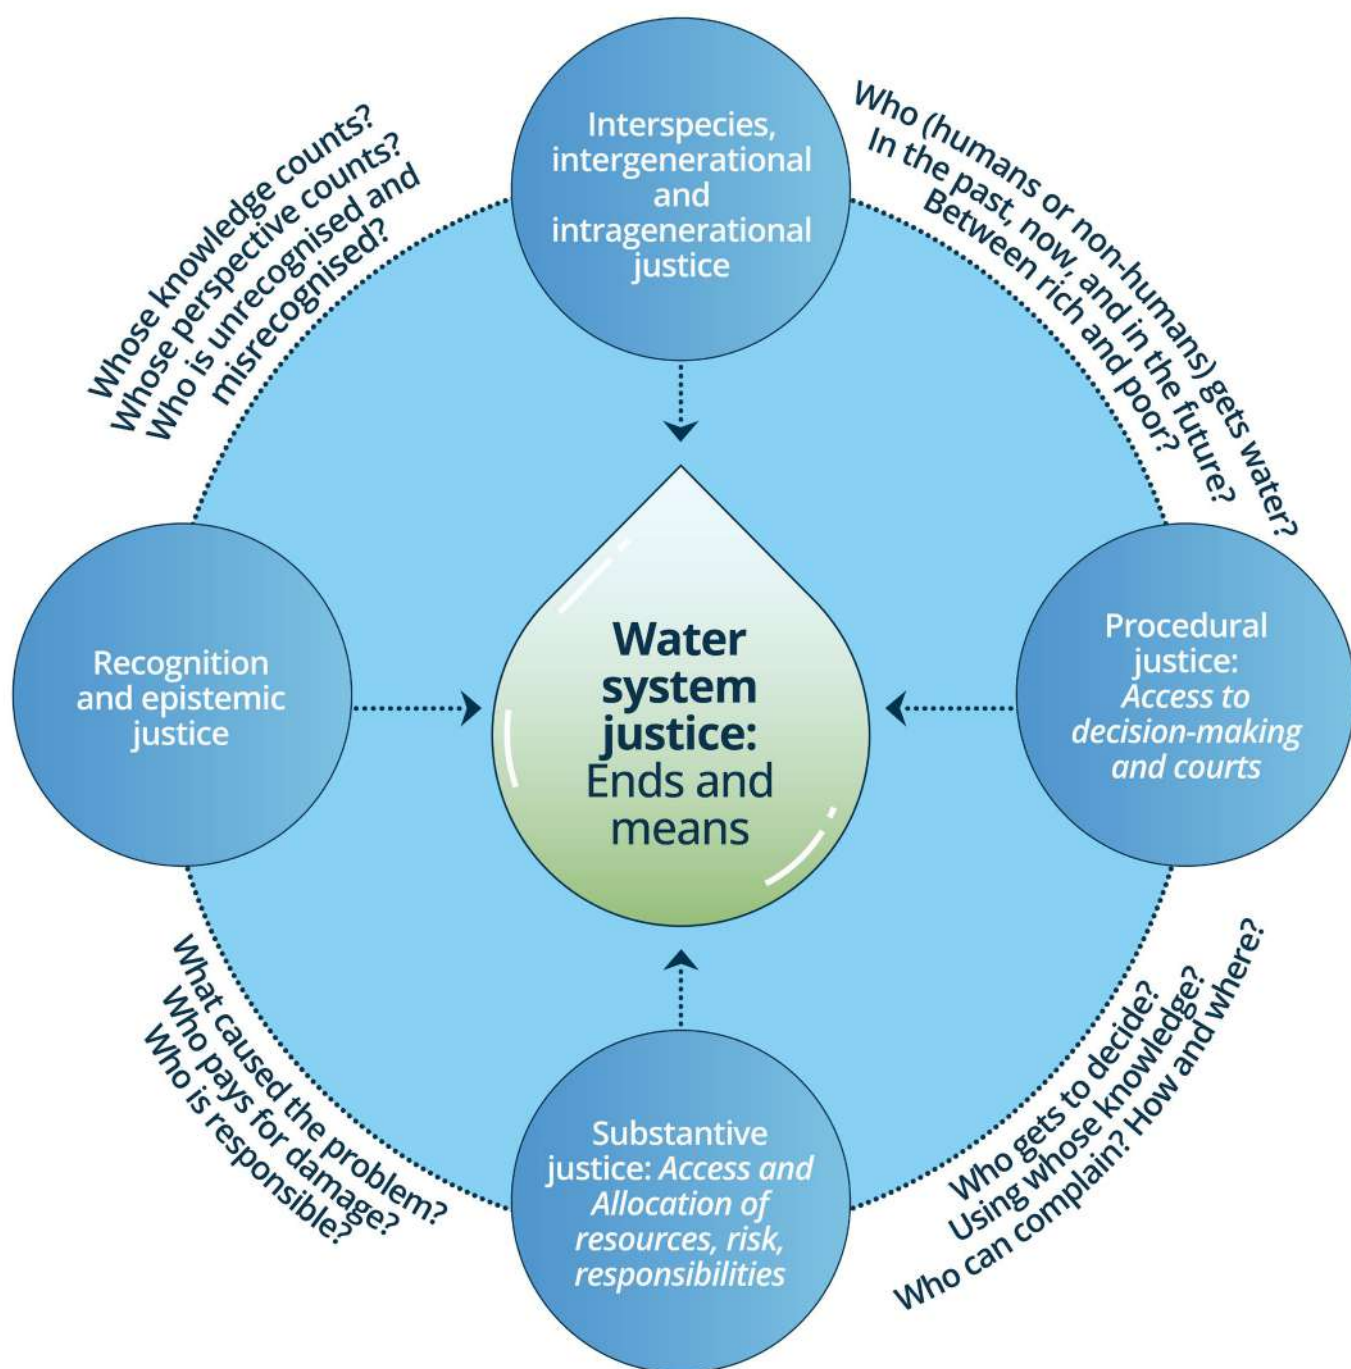 Interspecies,
intergenerational
and
intragenerational
justice
Who (humans or non-humans) gets water?
In the past, now, and in the future?
Between rich and poor?
Procedural
justice:
Access to
decision-making
and courts
Who gets to decide?
Using whose knowledge?
Who can complain? How and where?
Substantive
justice: Access and
Allocation of
resources, risk,
responsibilities
What caused the problem?
Who pays for damage?
Who is responsible?
Recognition
and epistemic
justice
Whose knowledge counts?
Whose perspective counts?
Who is unrecognised and
misrecognised?
Water
system
justice:
Ends and
means